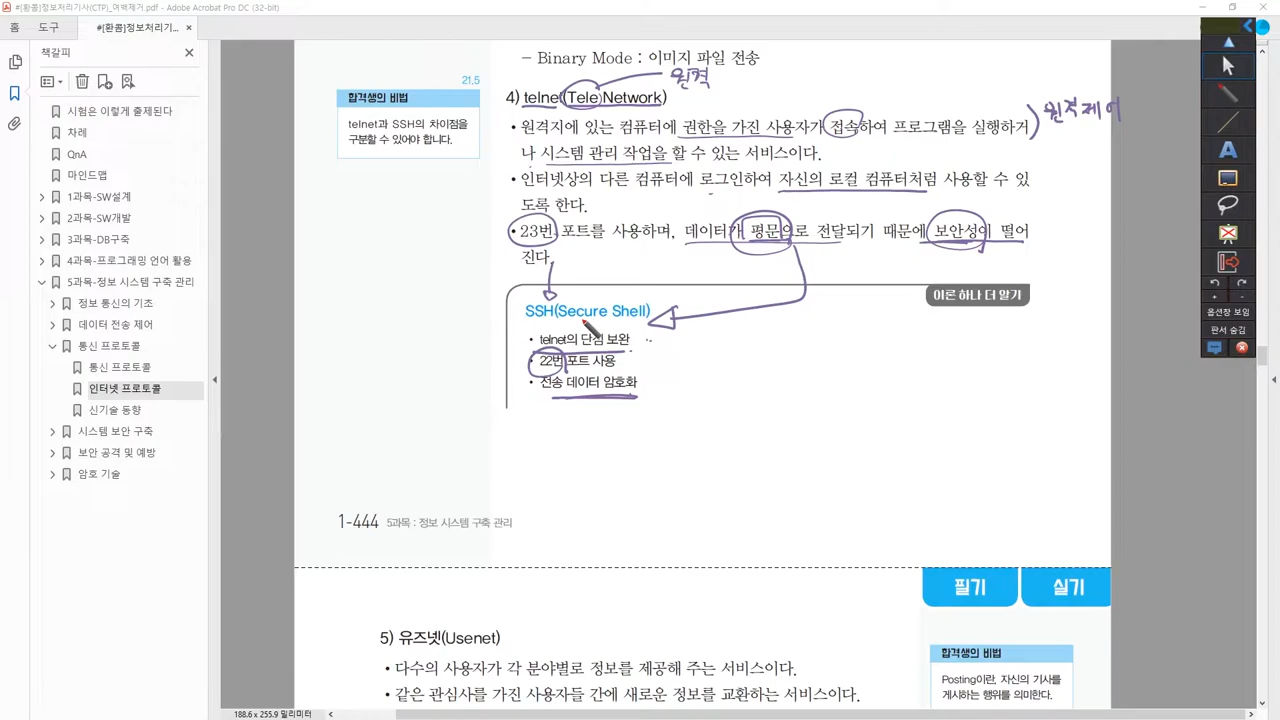 #[환콤]정보처리기사(CTP)_여백제거.pdf - Adobe Acrobat Pro DC (32-bit)
홈 도구 #[환콤]정보처리기...
책갈피
시험은 이렇게 출제된다
차례
QnA
마인드맵
1과목-SW설계
2과목-SW개발
3과목-DB구축
4과목-프로그래밍 언어 활용
5과목-정보 시스템 구축 관리
정보 통신의 기초
데이터 전송 제어
통신 프로토콜
통신 프로토콜
인터넷 프로토콜
신기술 동향
시스템 보안 구축
보안 공격 및 예방
암호 기술
- Binary Mode : 이미지 파일 전송
원격
21.5
합격생의 비법
telnet과 SSH의 차이점을
구분할 수 있어야 합니다.
4) telnet(Tele Network)
• 원격지에 있는 컴퓨터에 권한을 가진 사용자가 접속하여 프로그램을 실행하거
나 시스템 관리 작업을 할 수 있는 서비스이다.
원격제어
• 인터넷상의 다른 컴퓨터에 로그인하여 자신의 로컬 컴퓨터처럼 사용할 수 있
도록 한다.
• 23번 포트를 사용하며, 데이터가 평문으로 전달되기 때문에 보안성이 떨어
진다.
이론 하나 더 알기
SSH(Secure Shell)
• telnet의 단점 보완
• 22번 포트 사용
• 전송 데이터 암호화
1-444 5과목 : 정보 시스템 구축 관리
필기 실기
5) 유즈넷(Usenet)
• 다수의 사용자가 각 분야별로 정보를 제공해 주는 서비스이다.
• 같은 관심사를 가진 사용자들 간에 새로운 정보를 교환하는 서비스이다.
합격생의 비법
Posting이란, 자신의 기사를
게시하는 행위를 의미한다.
188.6 x 255.9 밀리미터
A
옵션창 보임
판서 숨김